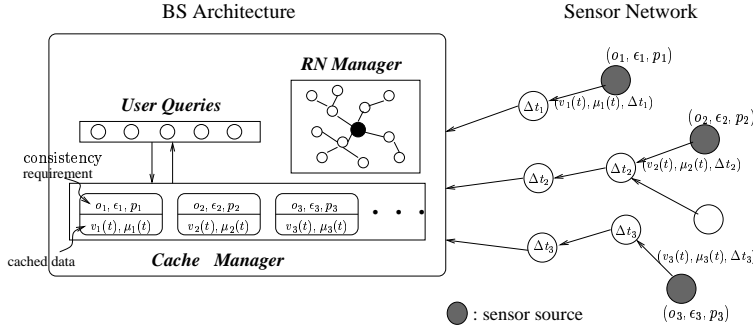 BS Architecture
Sensor Network
RN Manager
User Queries
consistency
requirement
o₁, ϵ₁, p₁
v₁(t), μ₁(t)
o₂, ϵ₂, p₂
v₂(t), μ₂(t)
o₃, ϵ₃, p₃
v₃(t), μ₃(t)
• • •
cached data
Cache Manager
(o₁, ϵ₁, p₁)
Δt₁
(v₁(t), μ₁(t), Δt₁)
(o₂, ϵ₂, p₂)
Δt₂
Δt₂
(v₂(t), μ₂(t), Δt₂)
Δt₃
Δt₃
(v₃(t), μ₃(t), Δt₃)
(o₃, ϵ₃, p₃)
: sensor source